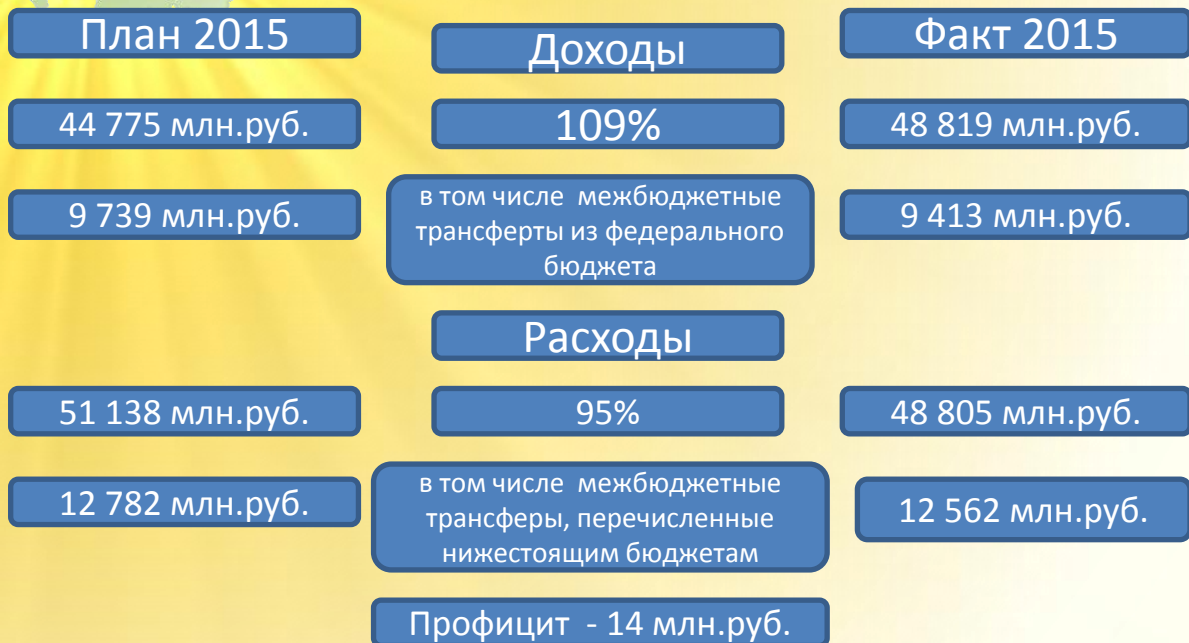 План 2015
Доходы
Факт 2015
44 775 млн.руб.
109%
48 819 млн.руб.
9 739 млн.руб.
в том числе  межбюджетные
трансферты из федерального
бюджета
9 413 млн.руб.
Расходы
51 138 млн.руб.
95%
48 805 млн.руб.
12 782 млн.руб.
в том числе  межбюджетные
трансферы, перечисленные
нижестоящим бюджетам
12 562 млн.руб.
Профицит  - 14 млн.руб.